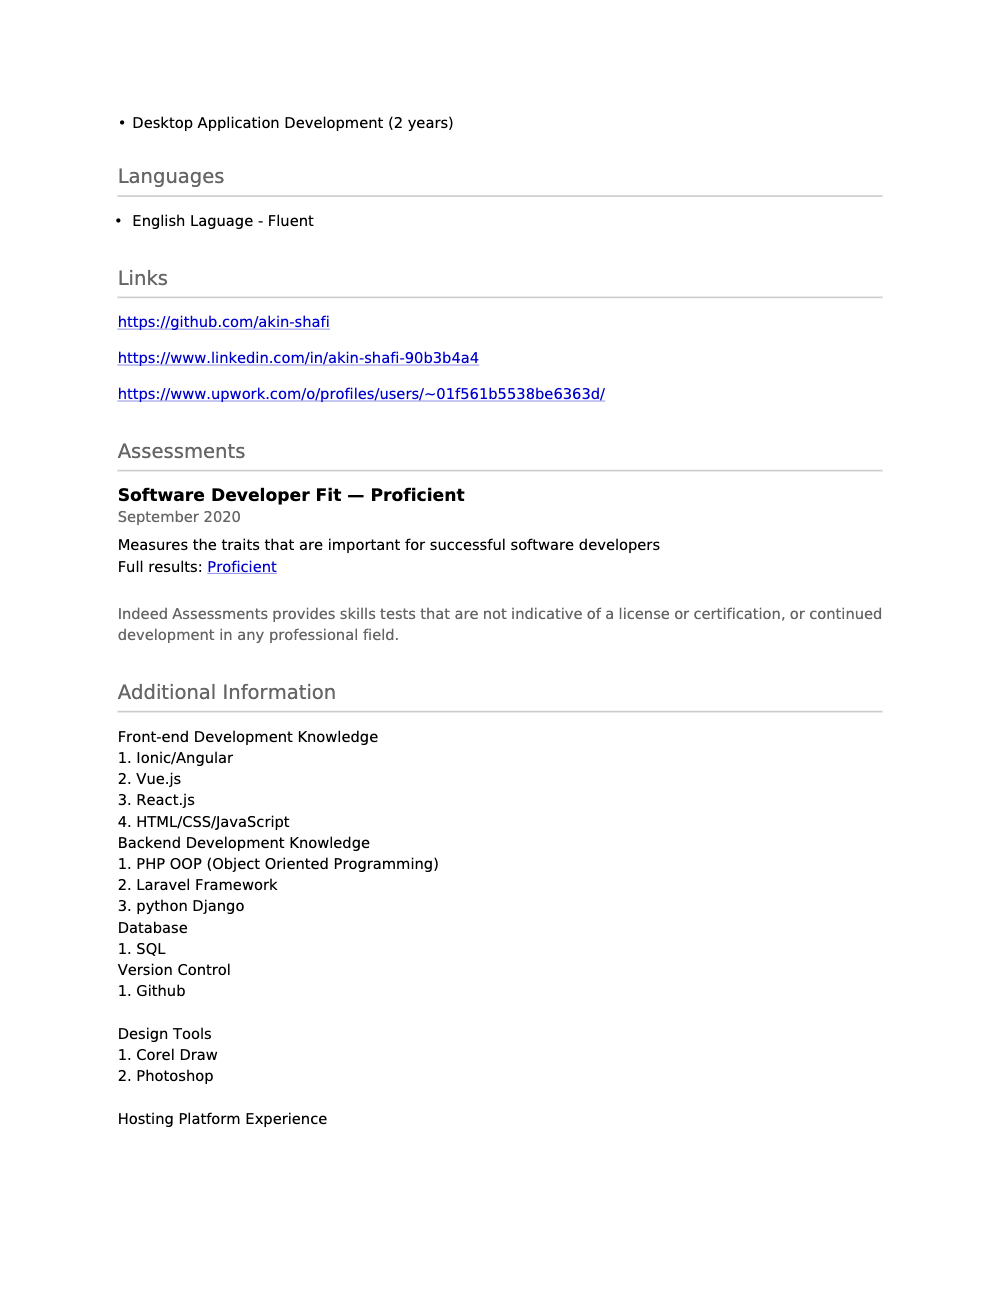 • Desktop Application Development (2 years)
Languages
• English Laguage - Fluent
Links
https://github.com/akin-shafi
https://www.linkedin.com/in/akin-shafi-90b3b4a4
https://www.upwork.com/o/profiles/users/~01f561b5538be6363d/
Assessments
Software Developer Fit — Proficient
September 2020
Measures the traits that are important for successful software developers
Full results: Proficient
Indeed Assessments provides skills tests that are not indicative of a license or certification, or continued
development in any professional field.
Additional Information
Front-end Development Knowledge
1. Ionic/Angular
2. Vue.js
3. React.js
4. HTML/CSS/JavaScript
Backend Development Knowledge
1. PHP OOP (Object Oriented Programming)
2. Laravel Framework
3. python Django
Database
1. SQL
Version Control
1. Github
Design Tools
1. Corel Draw
2. Photoshop
Hosting Platform Experience